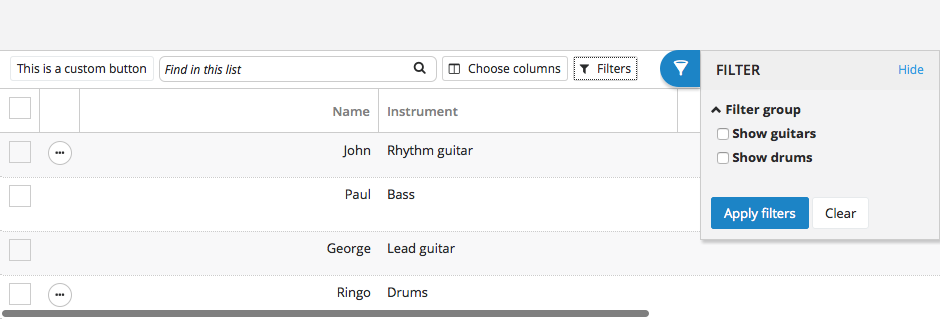 This is a custom button Find in this list Choose columns Filters FILTER Hide
Name Instrument
John Rhythm guitar
Paul Bass
George Lead guitar
Ringo Drums
Filter group
Show guitars
Show drums
Apply filters Clear